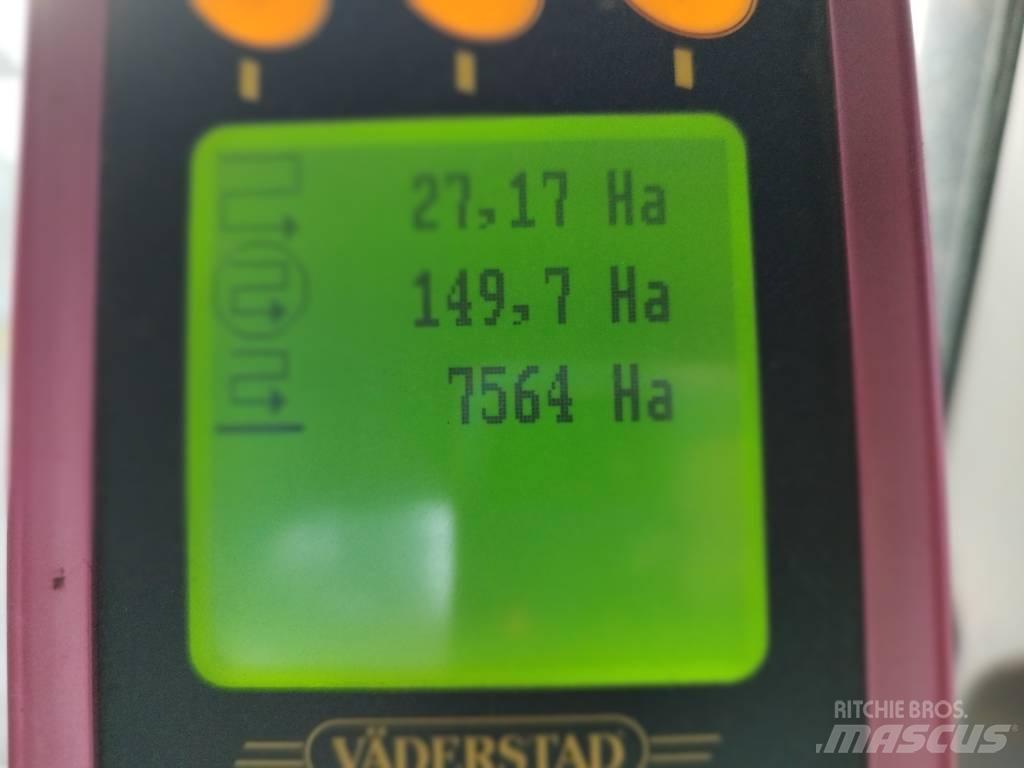 27,17 Ha
149,7 Ha
7564 Ha
VÄDERSTAD
RITCHIE BROS.
MASCUS